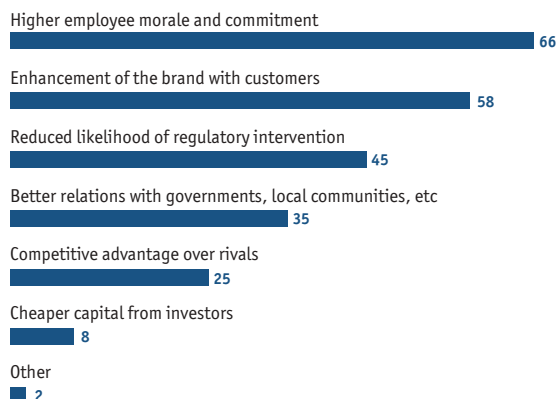 Higher employee morale and commitment
66
Enhancement of the brand with customers
58
Reduced likelihood of regulatory intervention
45
Better relations with governments, local communities, etc
35
Competitive advantage over rivals
25
Cheaper capital from investors
8
Other
2